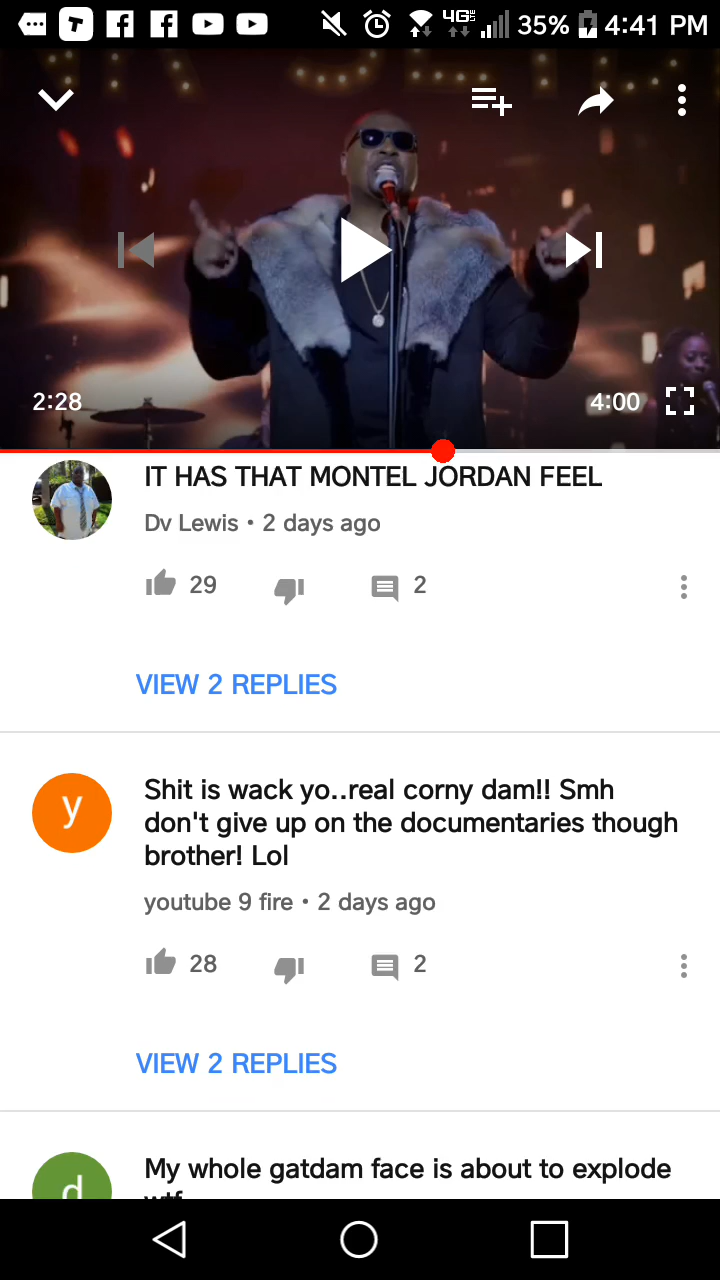 4G LTE 35% 4:41 PM
2:28
4:00
IT HAS THAT MONTEL JORDAN FEEL
Dv Lewis • 2 days ago
29 2
VIEW 2 REPLIES
y
Shit is wack yo..real corny dam!! Smh
don't give up on the documentaries though
brother! Lol
youtube 9 fire • 2 days ago
28 2
VIEW 2 REPLIES
d
My whole gatdam face is about to explode
wtf